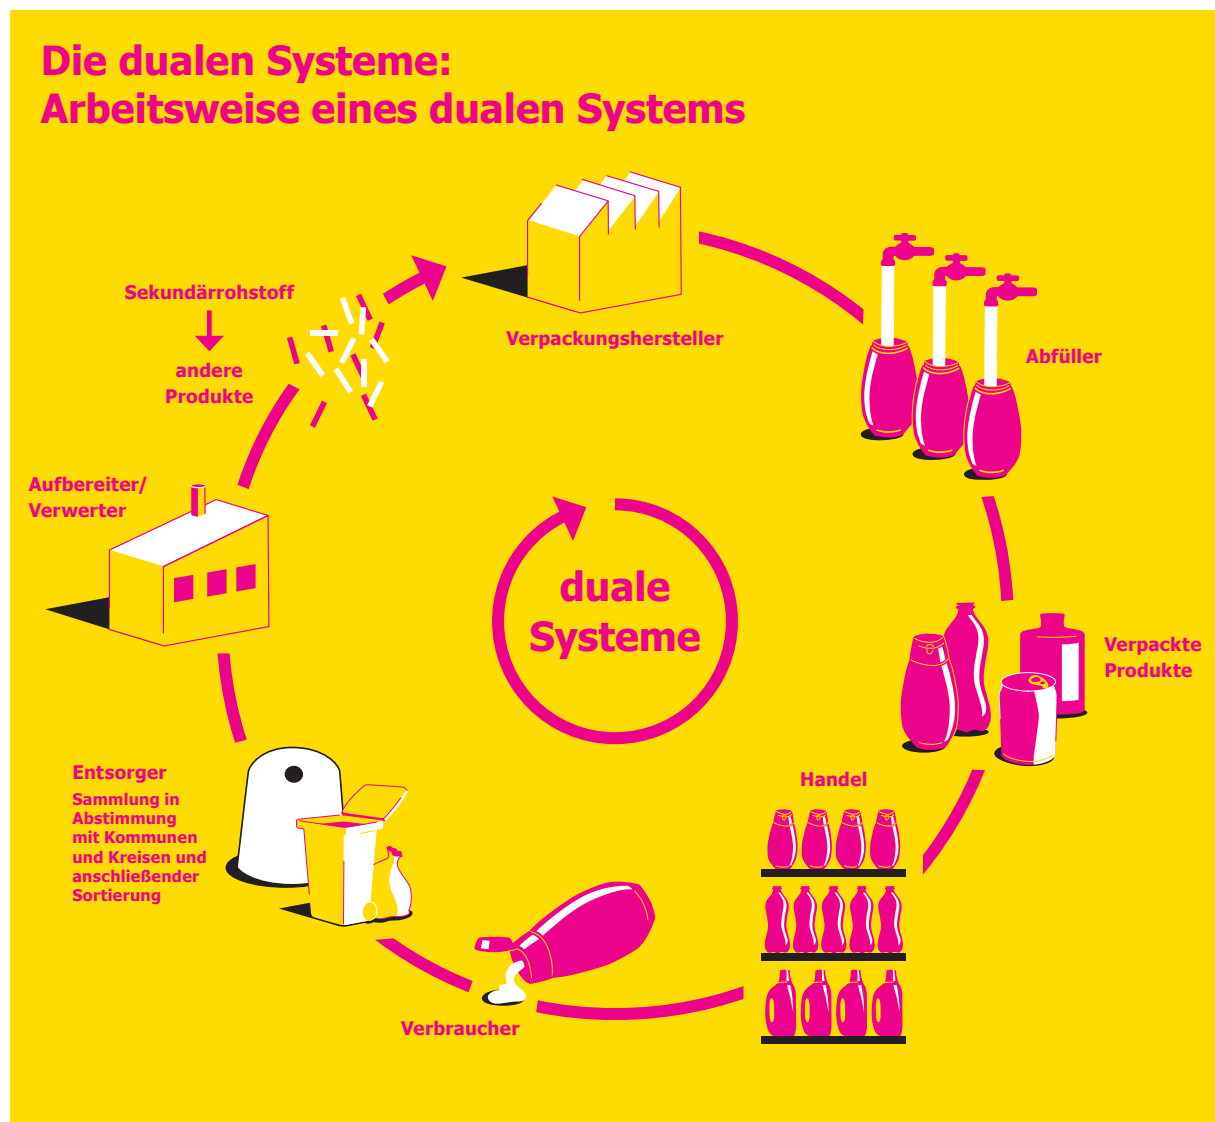 Die dualen Systeme:
Arbeitsweise eines dualen Systems
Sekundärrohstoff
andere
Produkte
Verpackungshersteller
Abfüller
Aufbereiter/
Verwerter
duale
Systeme
Verpackte
Produkte
Entsorger
Sammlung in
Abstimmung
mit Kommunen
und Kreisen und
anschließender
Sortierung
Handel
Verbraucher